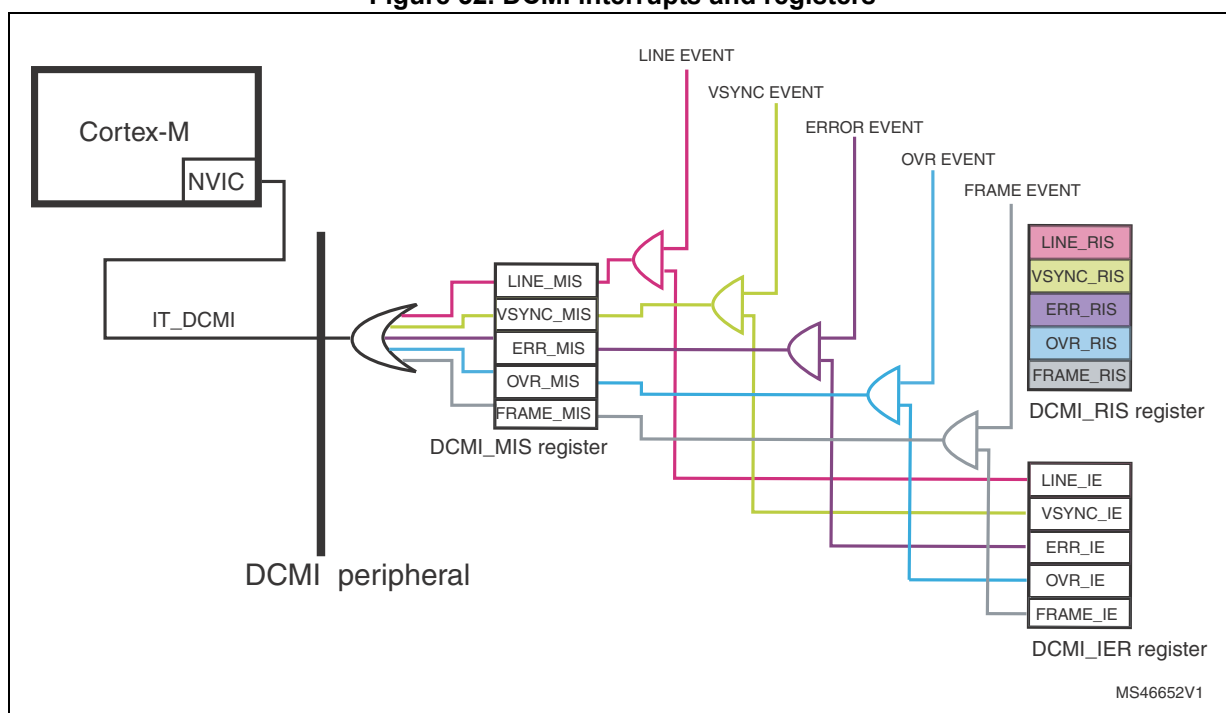 LINE EVENT
VSYNC EVENT
ERROR EVENT
OVR EVENT
FRAME EVENT
Cortex-M
NVIC
IT_DCMI
DCMI peripheral
LINE_MIS
VSYNC_MIS
ERR_MIS
OVR_MIS
FRAME_MIS
DCMI_MIS register
LINE_RIS
VSYNC_RIS
ERR_RIS
OVR_RIS
FRAME_RIS
DCMI_RIS register
LINE_IE
VSYNC_IE
ERR_IE
OVR_IE
FRAME_IE
DCMI_IER register
MS46652V1